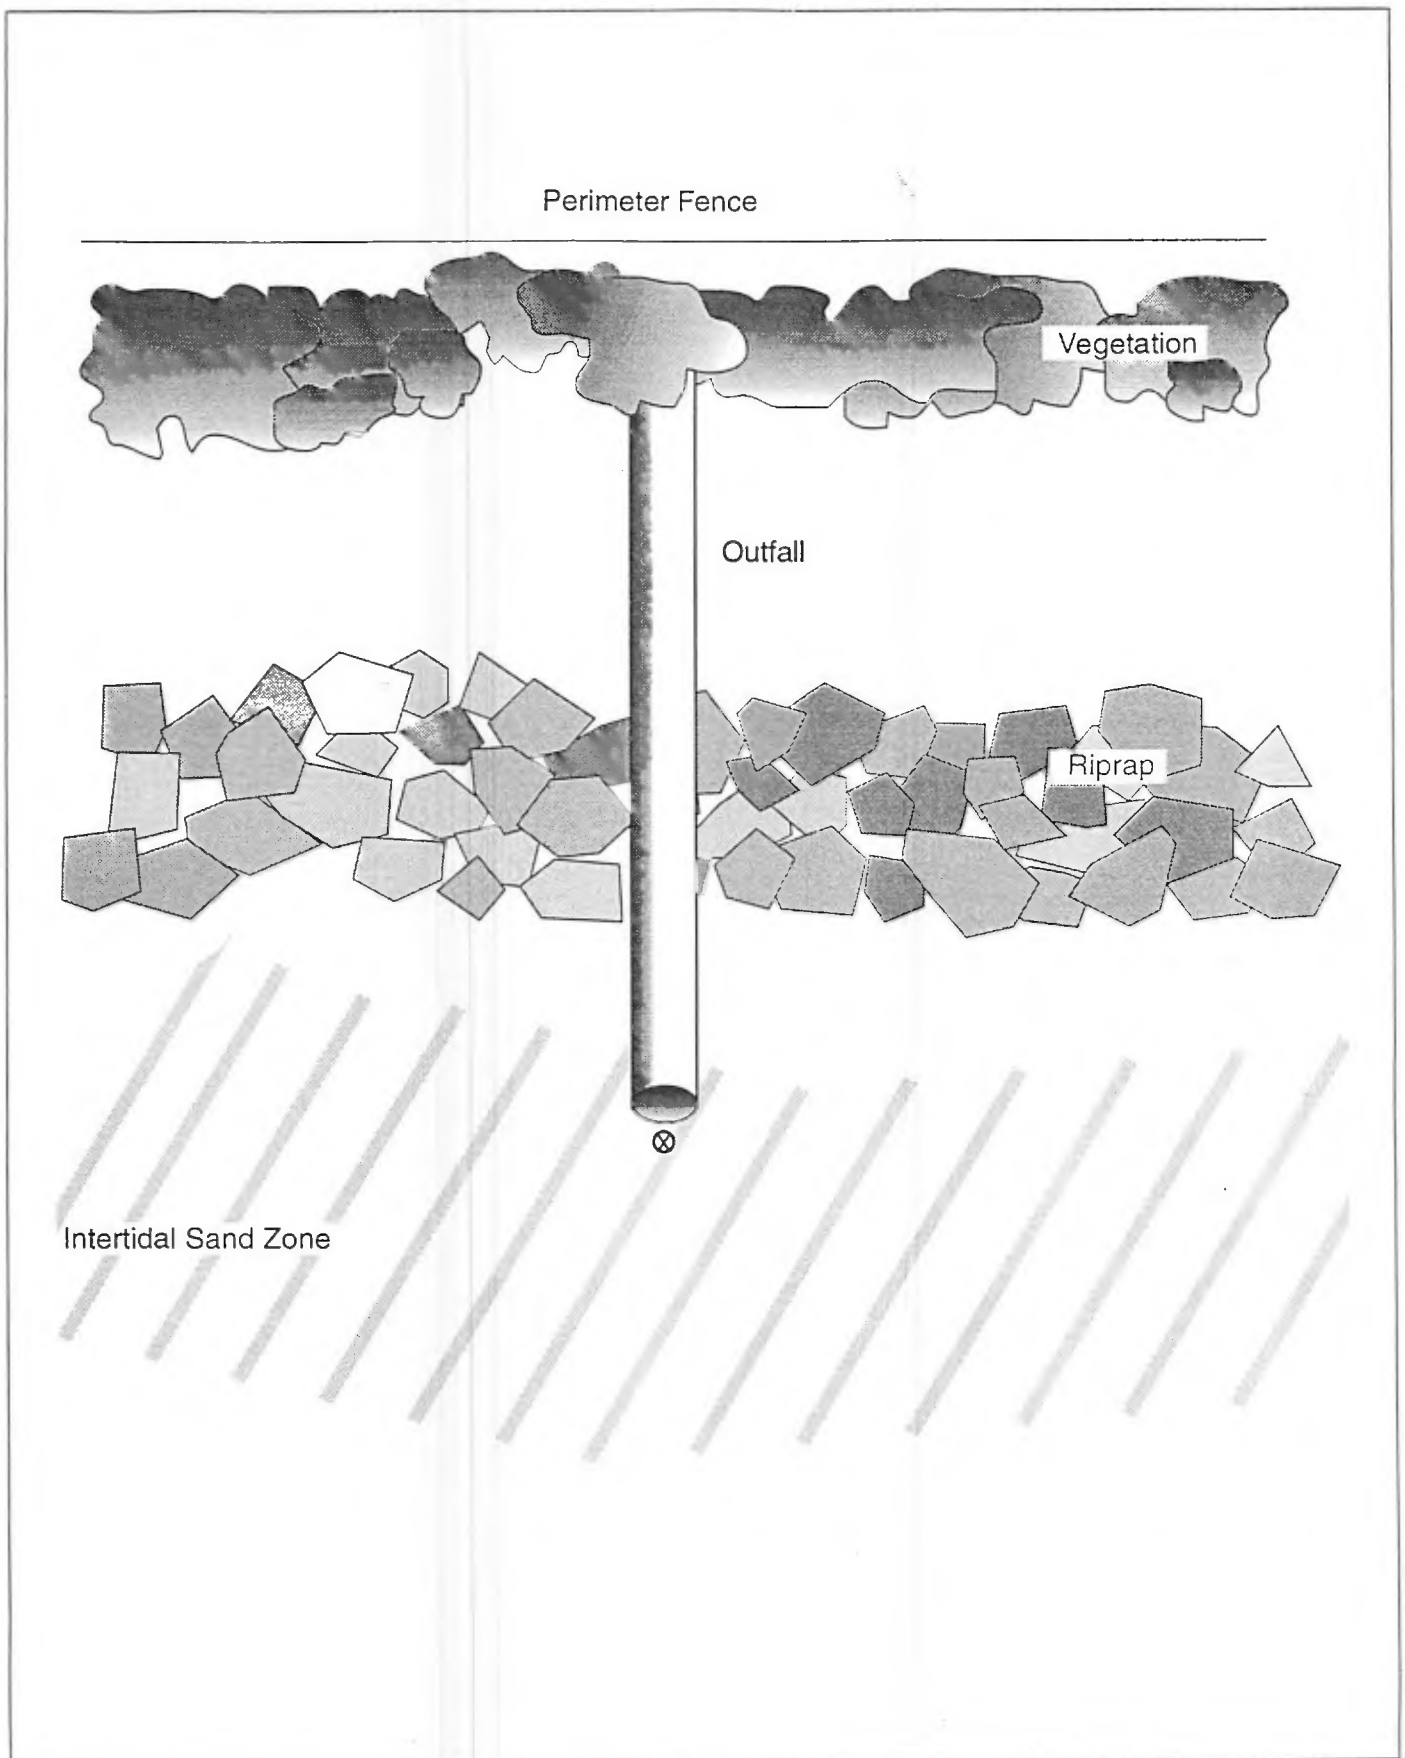 Perimeter Fence
Vegetation
Outfall
Riprap
Intertidal Sand Zone